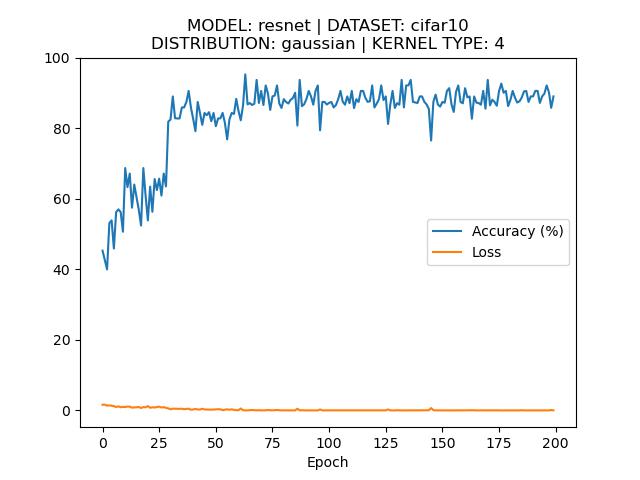 MODEL: resnet | DATASET: cifar10
DISTRIBUTION: gaussian | KERNEL TYPE: 4
100
80
60
40
20
0
Accuracy (%)
Loss
0 25 50 75 100 125 150 175 200
Epoch